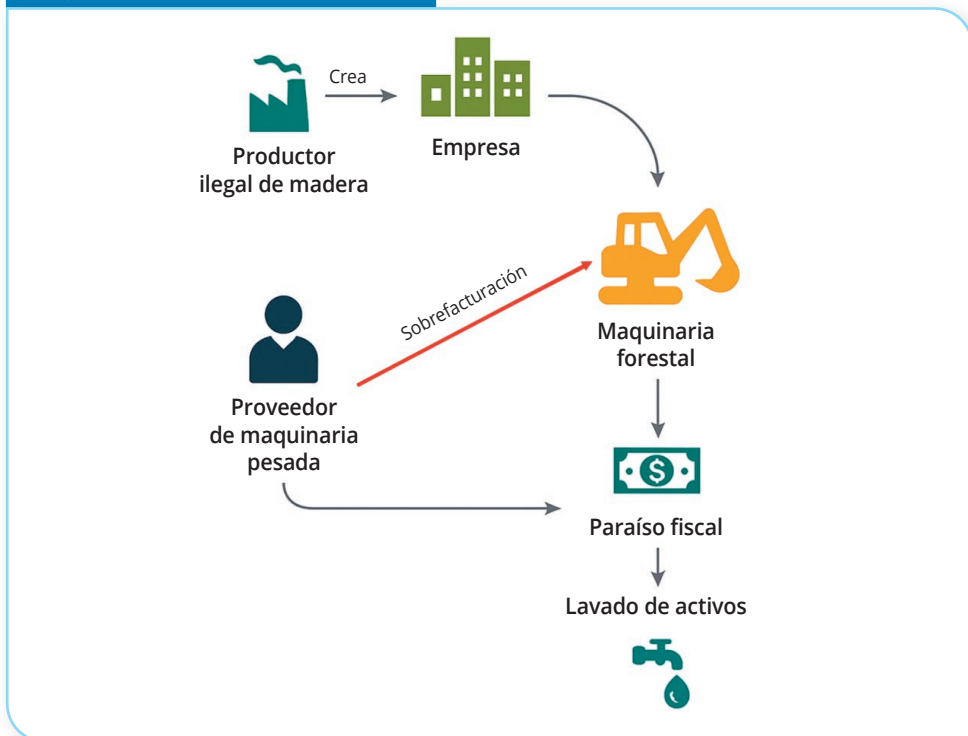 Crea
Productor
ilegal de madera
Empresa
Sobrefacturación
Maquinaria
forestal
Proveedor
de maquinaria
pesada
$
Paraíso fiscal
Lavado de activos